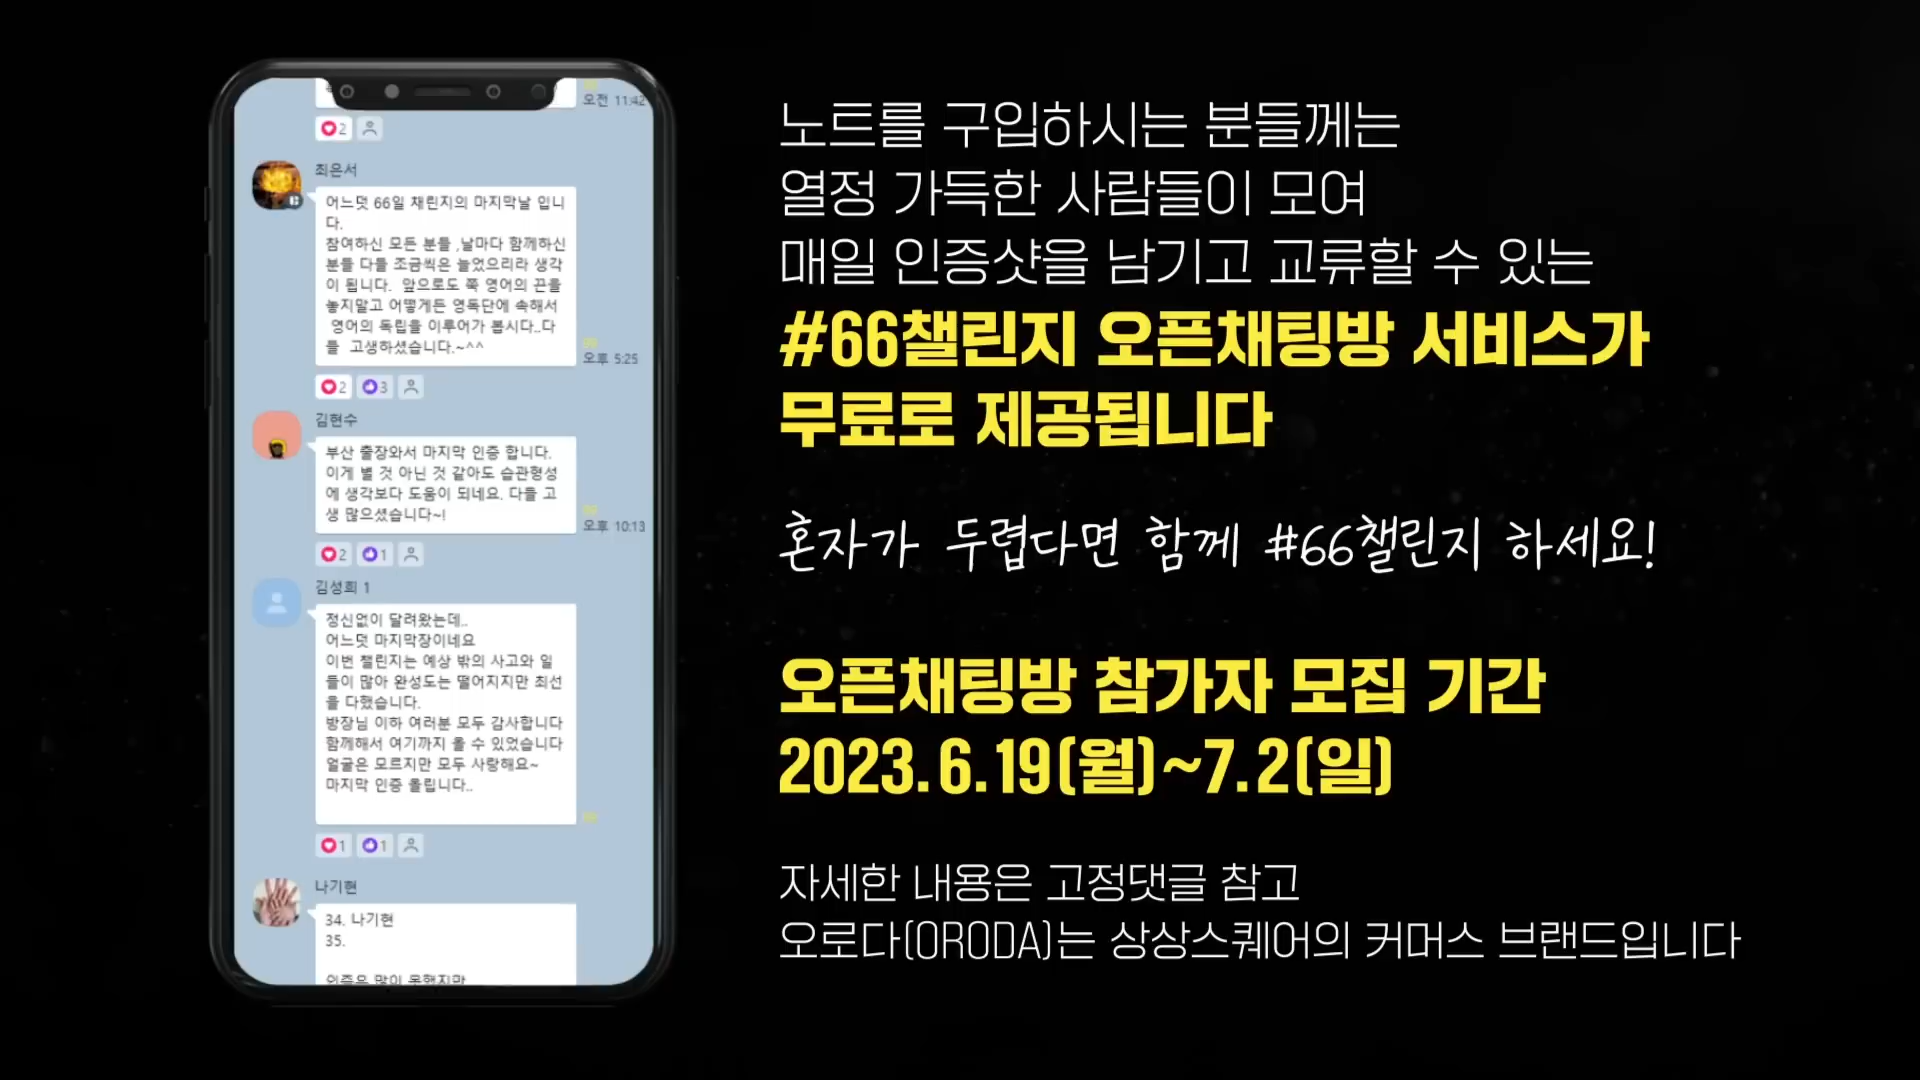 오전 11:42
2
최은서
어느덧 66일 채린지의 마지막날 입니
다.
참여하신 모든 분들 ,날마다 함께하신
분들 다들 조금씩은 늘었으리라 생각
이 됩니다. 앞으로도 쭉 영어의 끈을
놓지말고 어떻게든 영독단에 속해서
영어의 독립을 이루어가 봅시다..다
들 고생하셨습니다.~^^
오후 5:25
2 3
김현수
부산 출장와서 마지막 인증 합니다.
이게 별 것 아닌 것 같아도 습관형성
에 생각보다 도움이 되네요. 다들 고
생 많으셨습니다~!
오후 10:13
2 1
김성희 1
정신없이 달려왔는데..
어느덧 마지막장이네요
이번 챌린지는 예상 밖의 사고와 일
들이 많아 완성도는 떨어지지만 최선
을 다했습니다.
방장님 이하 여러분 모두 감사합니다
함께해서 여기까지 올 수 있었습니다
얼굴은 모르지만 모두 사랑해요~
마지막 인증 올립니다..
1 1
나기현
34. 나기현
35.
인증은 많이 못했지만
노트를 구입하시는 분들께는
열정 가득한 사람들이 모여
매일 인증샷을 남기고 교류할 수 있는
#66챌린지 오픈채팅방 서비스가
무료로 제공됩니다
혼자가 두렵다면 함께 #66챌린지 하세요!
오픈채팅방 참가자 모집 기간
2023.6.19(월)~7.2(일)
자세한 내용은 고정댓글 참고
오로다(ORODA)는 상상스퀘어의 커머스 브랜드입니다